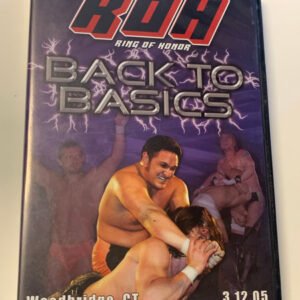 ROH
RING OF HONOR
BACK TO
BASICS
Woodbridge, CT
3.12.05